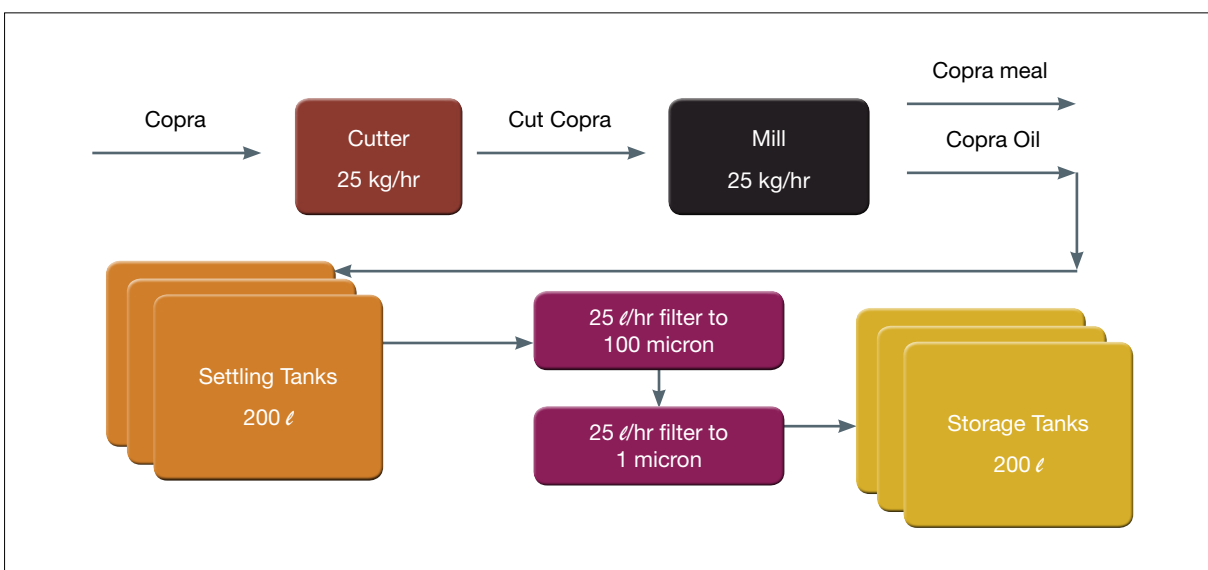 Copra
Cutter
25 kg/hr
Cut Copra
Mill
25 kg/hr
Copra meal
Copra Oil
Settling Tanks
200 ℓ
25 ℓ/hr filter to
100 micron
25 ℓ/hr filter to
1 micron
Storage Tanks
200 ℓ